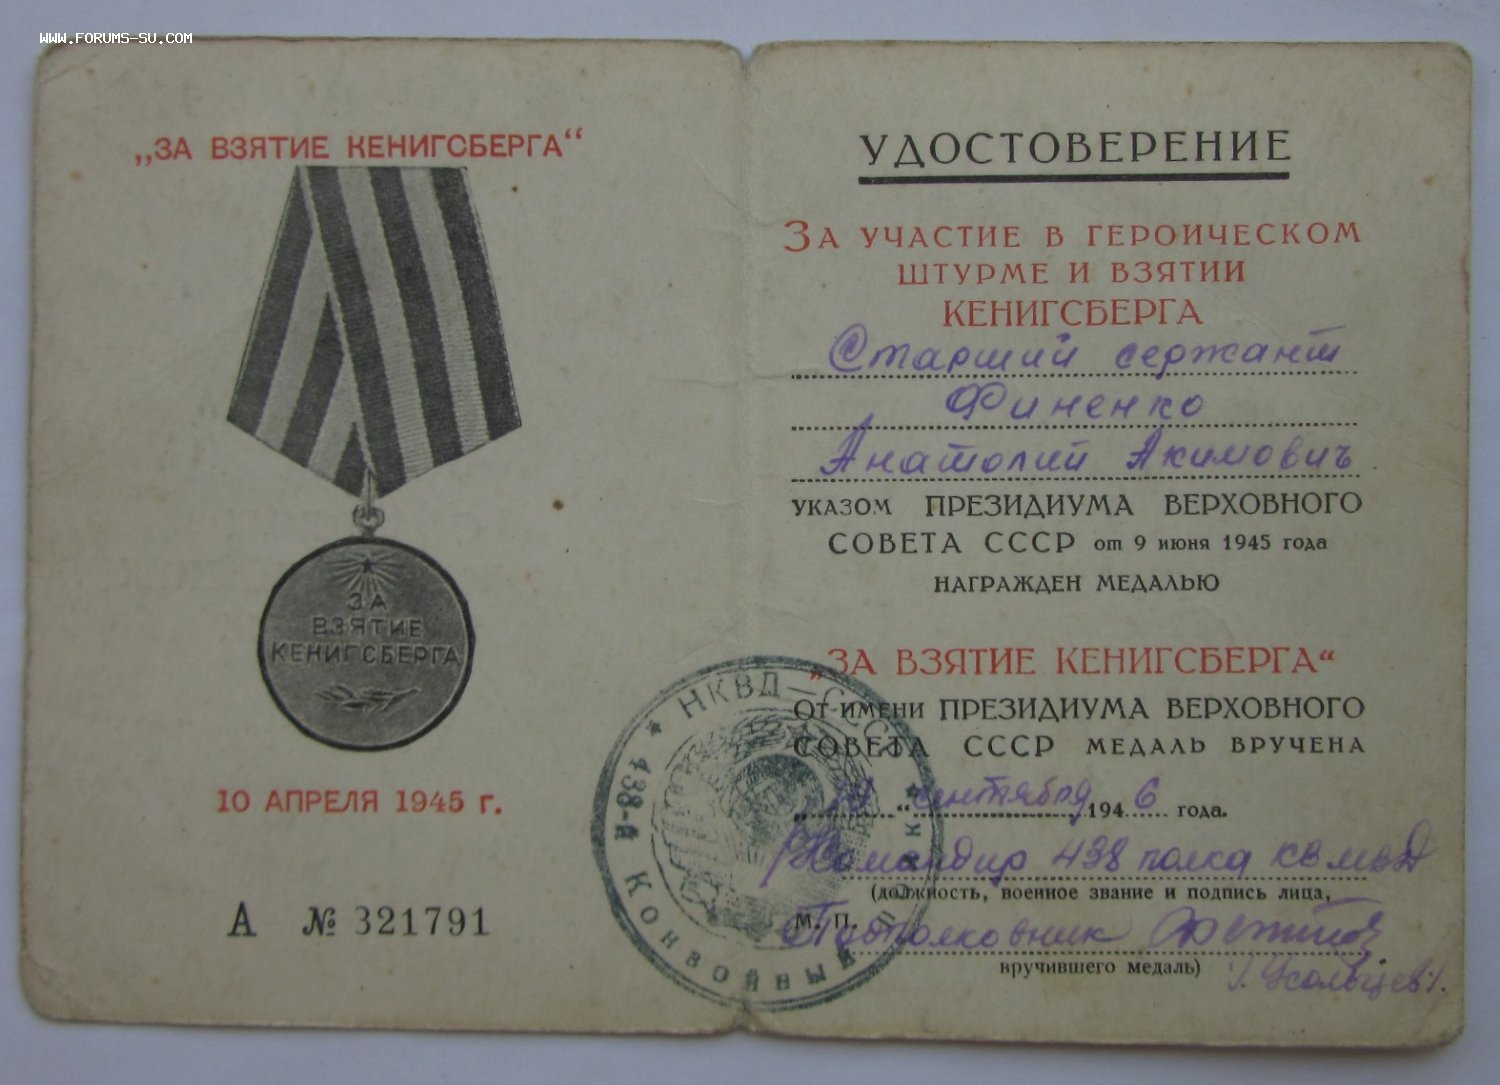 WWW.FORUMS-SU.COM
„ЗА ВЗЯТИЕ КЕНИГСБЕРГА“
ЗА
ВЗЯТИЕ
КЕНИГСБЕРГА
10 АПРЕЛЯ 1945 г.
А № 321791
УДОСТОВЕРЕНИЕ
ЗА УЧАСТИЕ В ГЕРОИЧЕСКОМ
ШТУРМЕ И ВЗЯТИИ
КЕНИГСБЕРГА
Старший сержант
Финенко
Анатолий Акимович
УКАЗОМ ПРЕЗИДИУМА ВЕРХОВНОГО
СОВЕТА СССР от 9 июня 1945 года
НАГРАЖДЕН МЕДАЛЬЮ
„ЗА ВЗЯТИЕ КЕНИГСБЕРГА“
ОТ ИМЕНИ ПРЕЗИДИУМА ВЕРХОВНОГО
СОВЕТА СССР МЕДАЛЬ ВРУЧЕНА
“ сентября 1946 года.
Командир 438 полка
(должность, военное звание и подпись лица,
М. П. Подполковник
вручившего медаль)
/. Усольцев /.
НКВД—СССР
438-й КОНВОЙНЫЙ ПОЛК